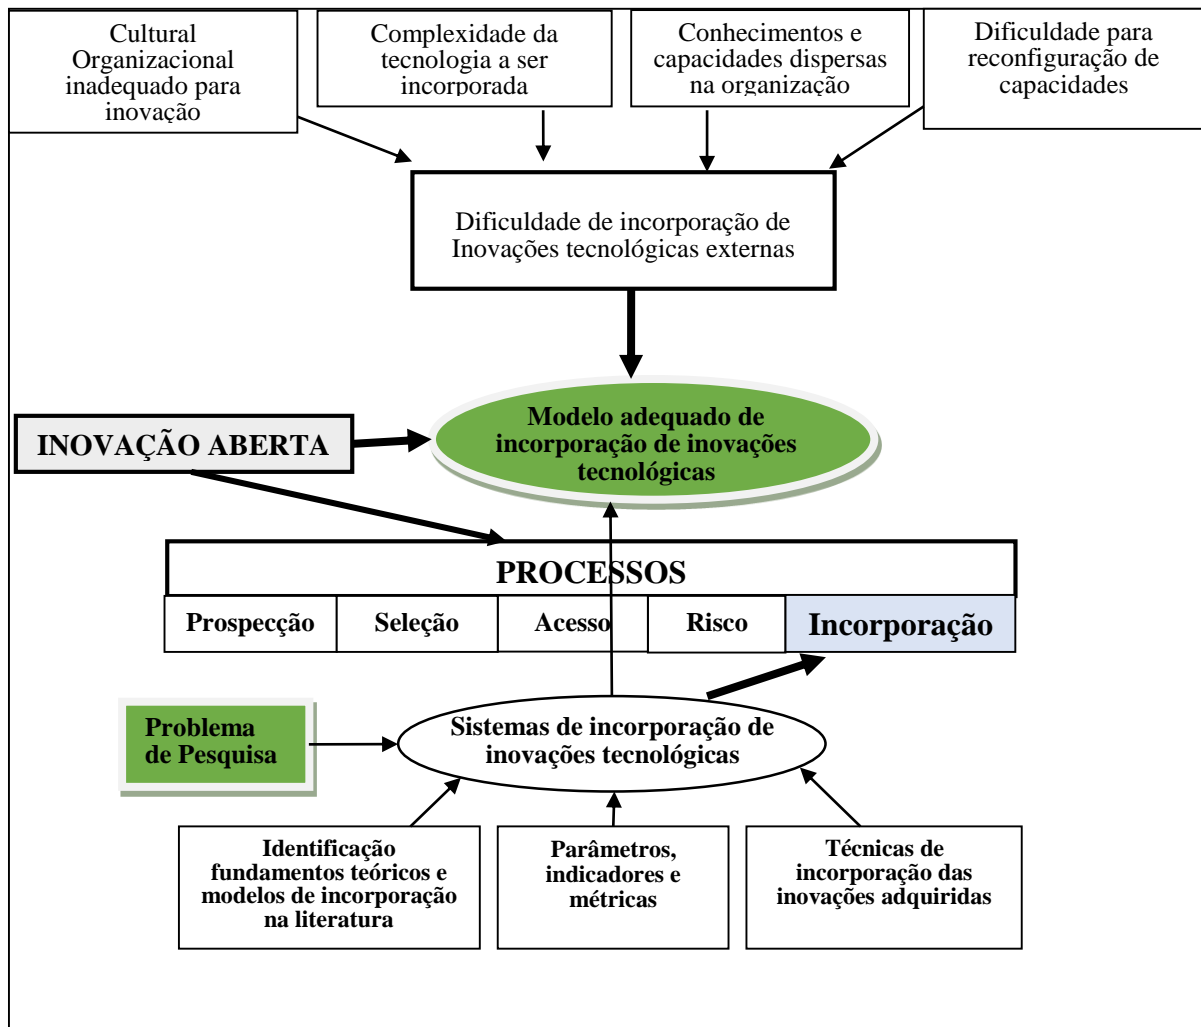 Cultural
Organizacional
inadequado para
inovação
Complexidade da
tecnologia a ser
incorporada
Conhecimentos e
capacidades dispersas
na organização
Dificuldade para
reconfiguração de
capacidades
Dificuldade de incorporação de
Inovações tecnológicas externas
Modelo adequado de
incorporação de inovações
tecnológicas
INOVAÇÃO ABERTA
PROCESSOS
Prospecção
Seleção
Acesso
Risco
Incorporação
Problema
de Pesquisa
Sistemas de incorporação de
inovações tecnológicas
Identificação
fundamentos teóricos e
modelos de incorporação
na literatura
Parâmetros,
indicadores e
métricas
Técnicas de
incorporação das
inovações adquiridas